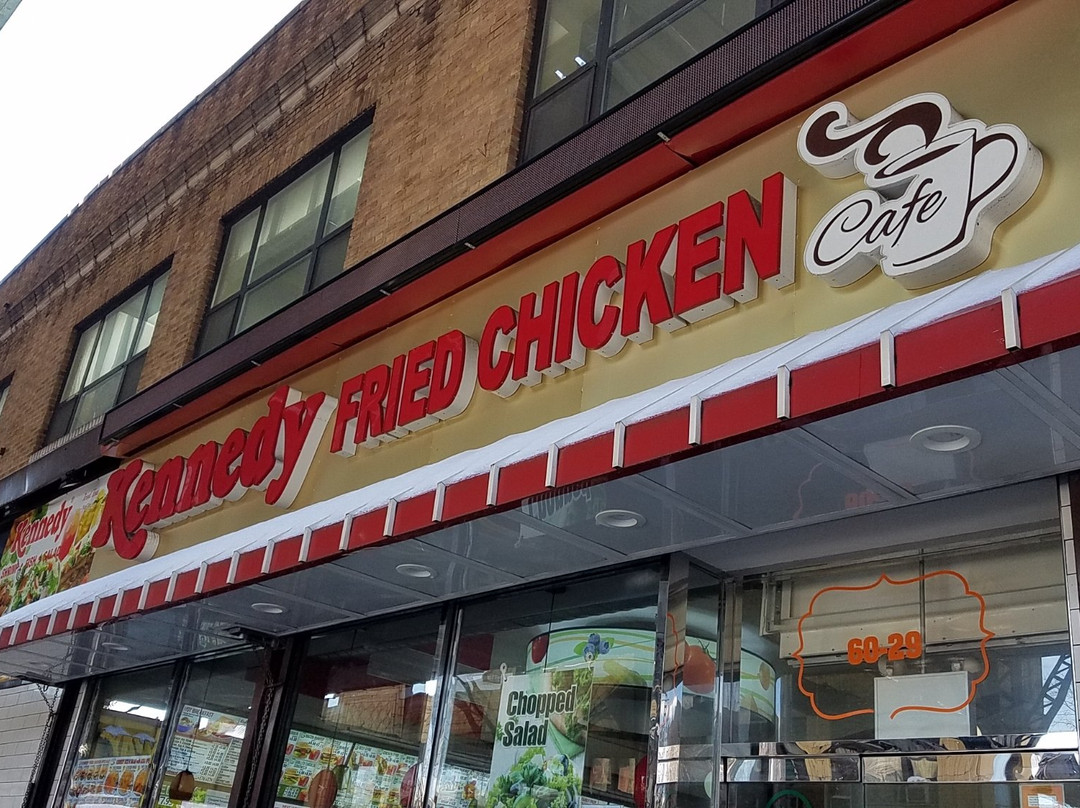 Kennedy FRIED CHICKEN
Cafe
Kennedy
60-29
Chopped
Salad